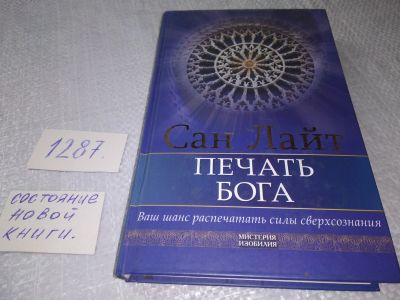 1287.
состояние
новой
книги.
Сан Лайт
ПЕЧАТЬ
БОГА
Ваш шанс распечатать силы сверхсознания
МИСТЕРИЯ
ИЗОБИЛИЯ